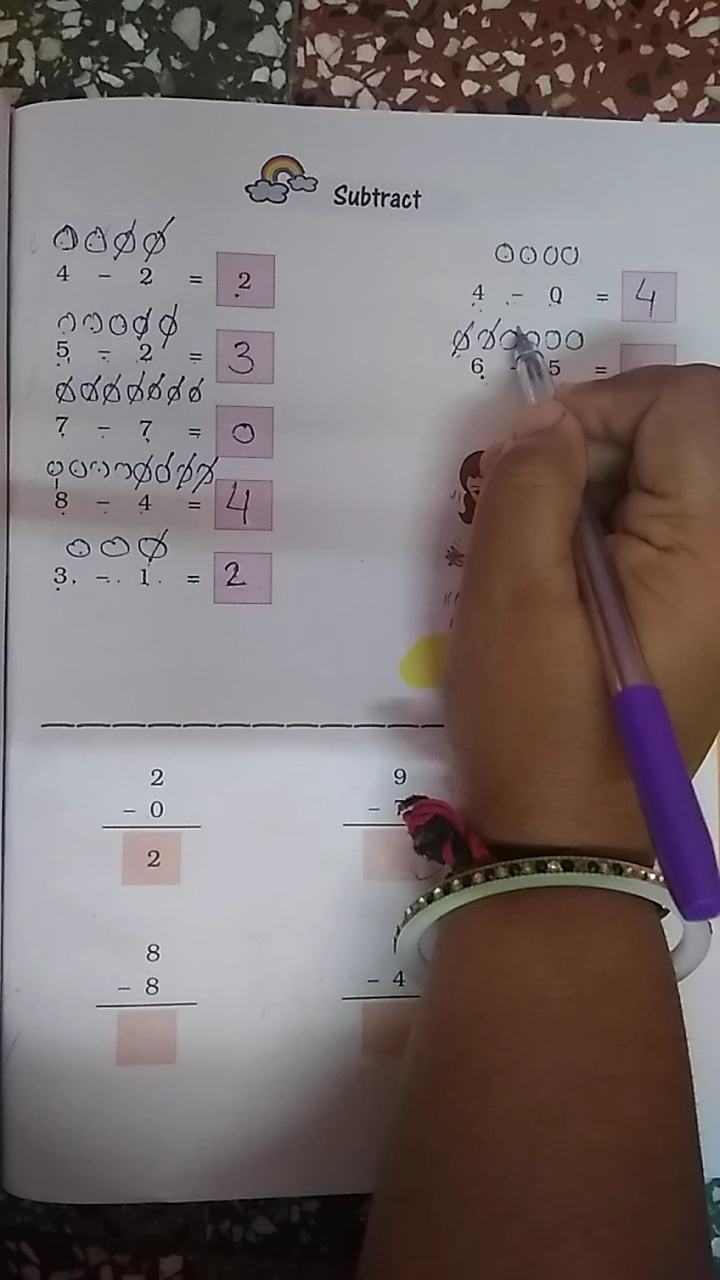 Subtract
4 - 2 = 2
5 - 2 = 3
7 - 7 = 0
8 - 4 = 4
3 - 1 = 2
4 - 0 = 4
6 - 5 =
2
- 0
2
9
- 7
8
- 8
- 4